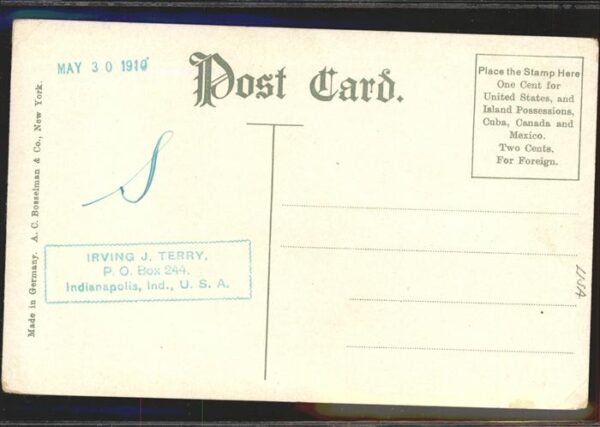 MAY 30 1910
Post Card.
Place the Stamp Here
One Cent for
United States, and
Island Possessions,
Cuba, Canada and
Mexico.
Two Cents.
For Foreign.
S
IRVING J. TERRY,
P. O. Box 244.
Indianapolis, Ind., U. S. A.
Made in Germany. A. C. Bosselman & Co., New York.
USA